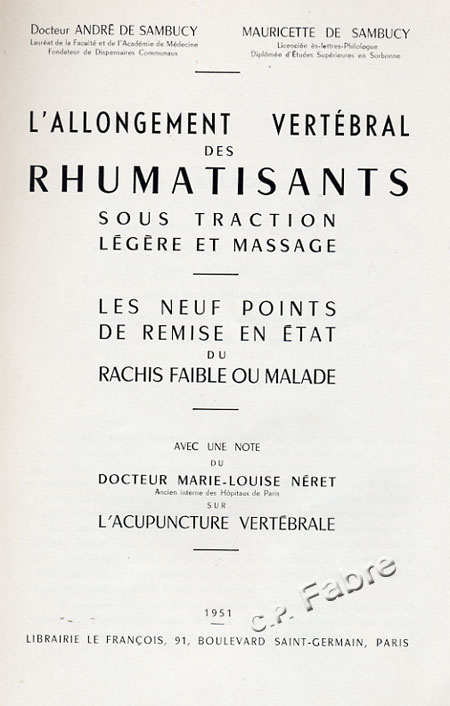 Docteur ANDRÉ DE SAMBUCY
Lauréat de la Faculté et de l'Académie de Médecine
Fondateur de Dispensaires Communaux
MAURICETTE DE SAMBUCY
Licenciée ès-lettres-Philologue
Diplômée d'Études Supérieures en Sorbonne
L'ALLONGEMENT VERTÉBRAL
DES
RHUMATISANTS
SOUS TRACTION
LÉGÈRE ET MASSAGE
LES NEUF POINTS
DE REMISE EN ÉTAT
DU
RACHIS FAIBLE OU MALADE
AVEC UNE NOTE
DU
DOCTEUR MARIE-LOUISE NÉRET
Ancien interne des Hôpitaux de Paris
SUR
L'ACUPUNCTURE VERTÉBRALE
C.P. Fabre
1951
LIBRAIRIE LE FRANÇOIS, 91, BOULEVARD SAINT-GERMAIN, PARIS